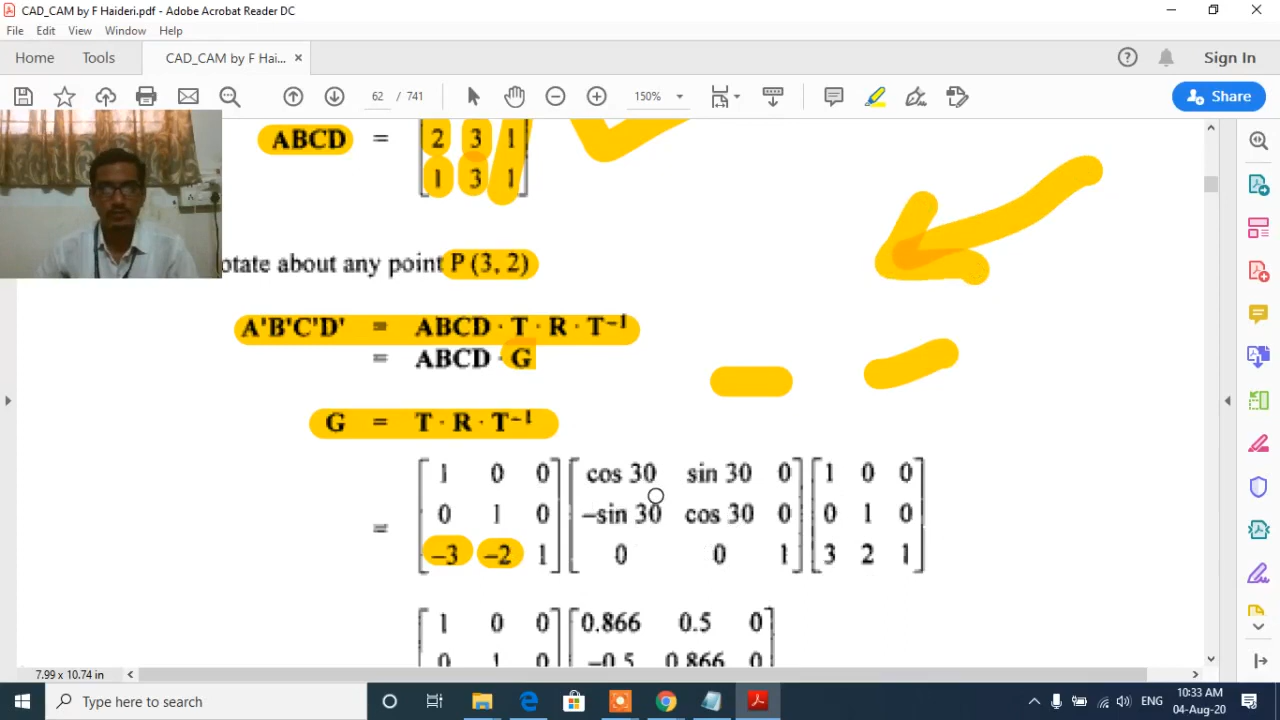 CAD_CAM by F Haideri.pdf - Adobe Acrobat Reader DC
File Edit View Window Help
Home Tools CAD_CAM by F Hai... ×
Sign In
62 / 741 150%
Share
ABCD = 2 3 1
1 3 1
otate about any point P (3, 2)
A'B'C'D' = ABCD · T · R · T⁻¹
= ABCD · G
G = T · R · T⁻¹
1 0 0 cos 30 sin 30 0 1 0 0
= 0 1 0 –sin 30 cos 30 0 0 1 0
–3 –2 1 0 0 1 3 2 1
1 0 0 0.866 0.5 0
0 1 0 –0.5 0.866 0
7.99 x 10.74 in
Type here to search
ENG
10:33 AM
04-Aug-20